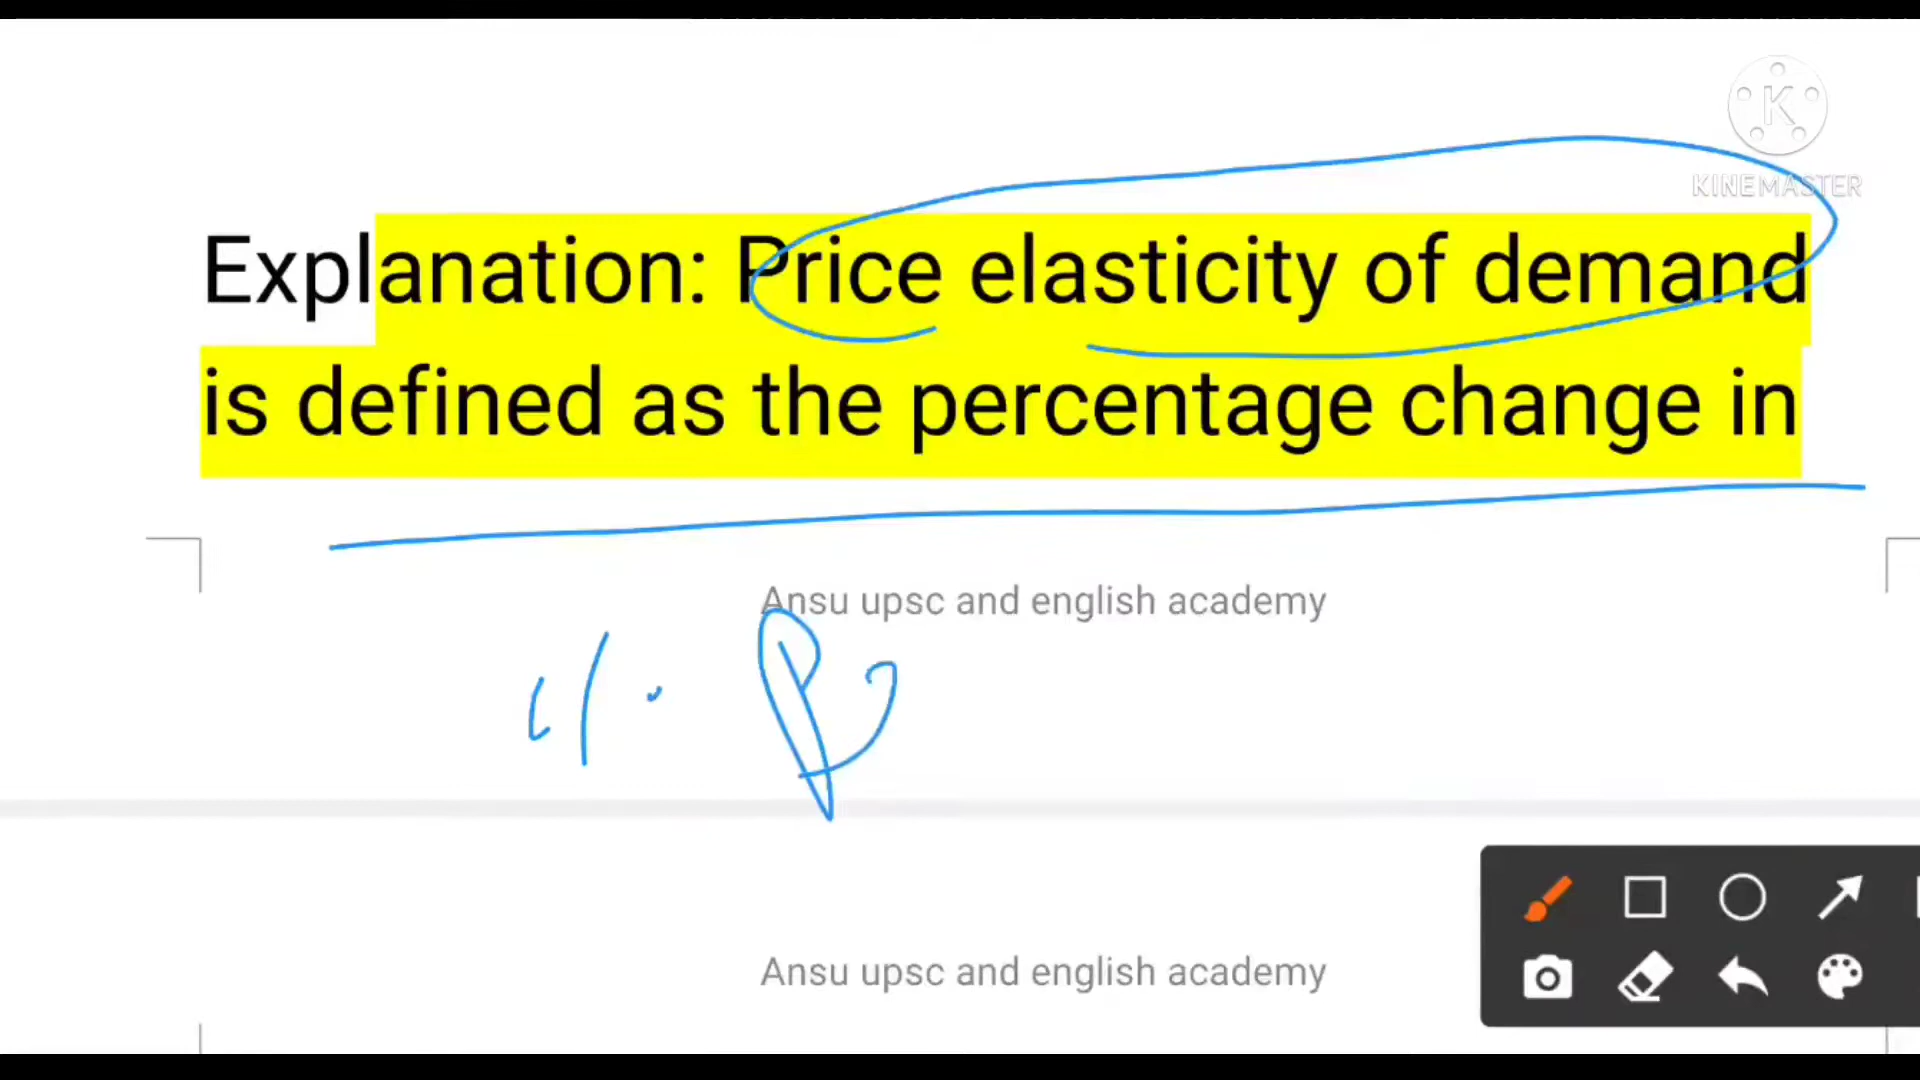 KINEMASTER
Explanation: Price elasticity of demand
is defined as the percentage change in
Ansu upsc and english academy
Ansu upsc and english academy